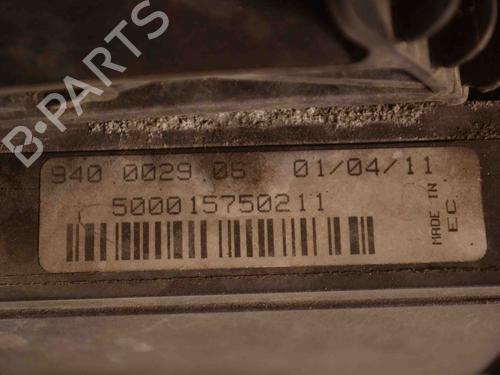 B-PARTS
940 0029 06 01/04/11
500015750211
MADE IN
EC.